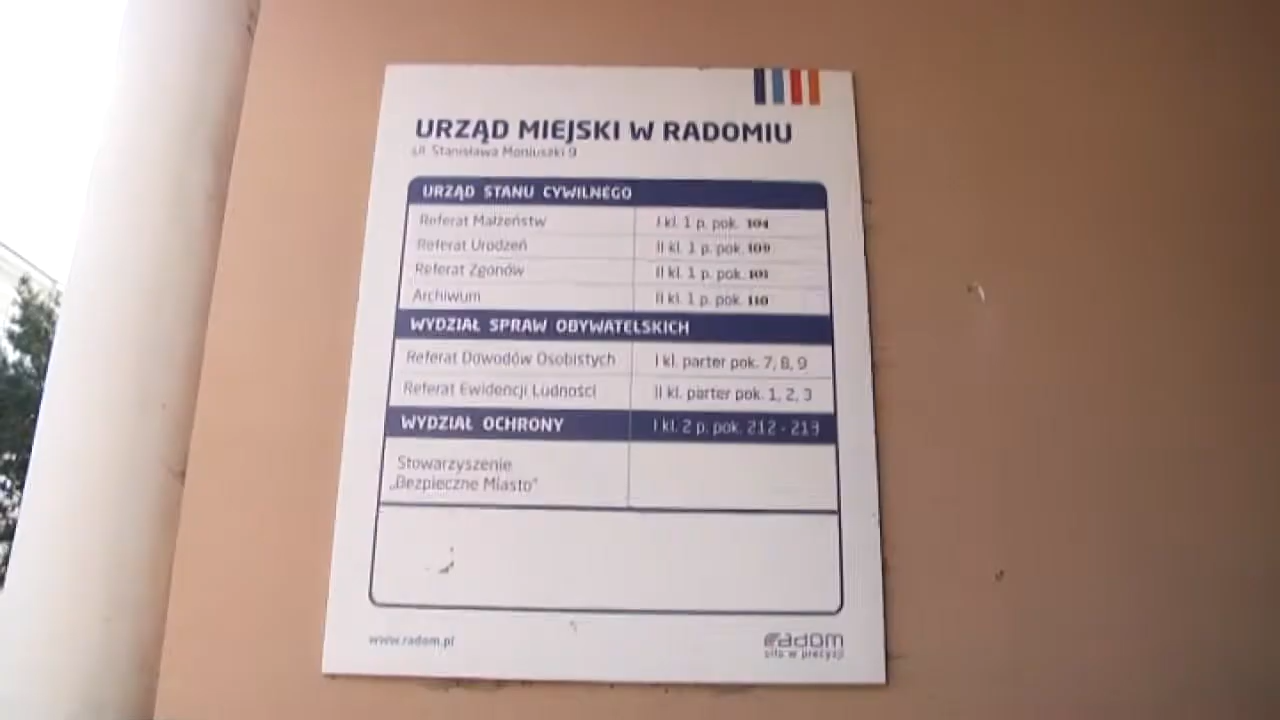 URZĄD MIEJSKI W RADOMIU
ul. Stanisława Moniuszki 9
URZĄD STANU CYWILNEGO
Referat Małżeństw I kl. 1 p. pok. 104
Referat Urodzeń II kl. 1 p. pok. 109
Referat Zgonów II kl. 1 p. pok. 101
Archiwum II kl. 1 p. pok. 110
WYDZIAŁ SPRAW OBYWATELSKICH
Referat Dowodów Osobistych I kl. parter pok. 7, 8, 9
Referat Ewidencji Ludności II kl. parter pok. 1, 2, 3
WYDZIAŁ OCHRONY I kl. 2 p. pok. 212 - 213
Stowarzyszenie
„Bezpieczne Miasto"
www.radom.pl
Radom
siła w precyzji